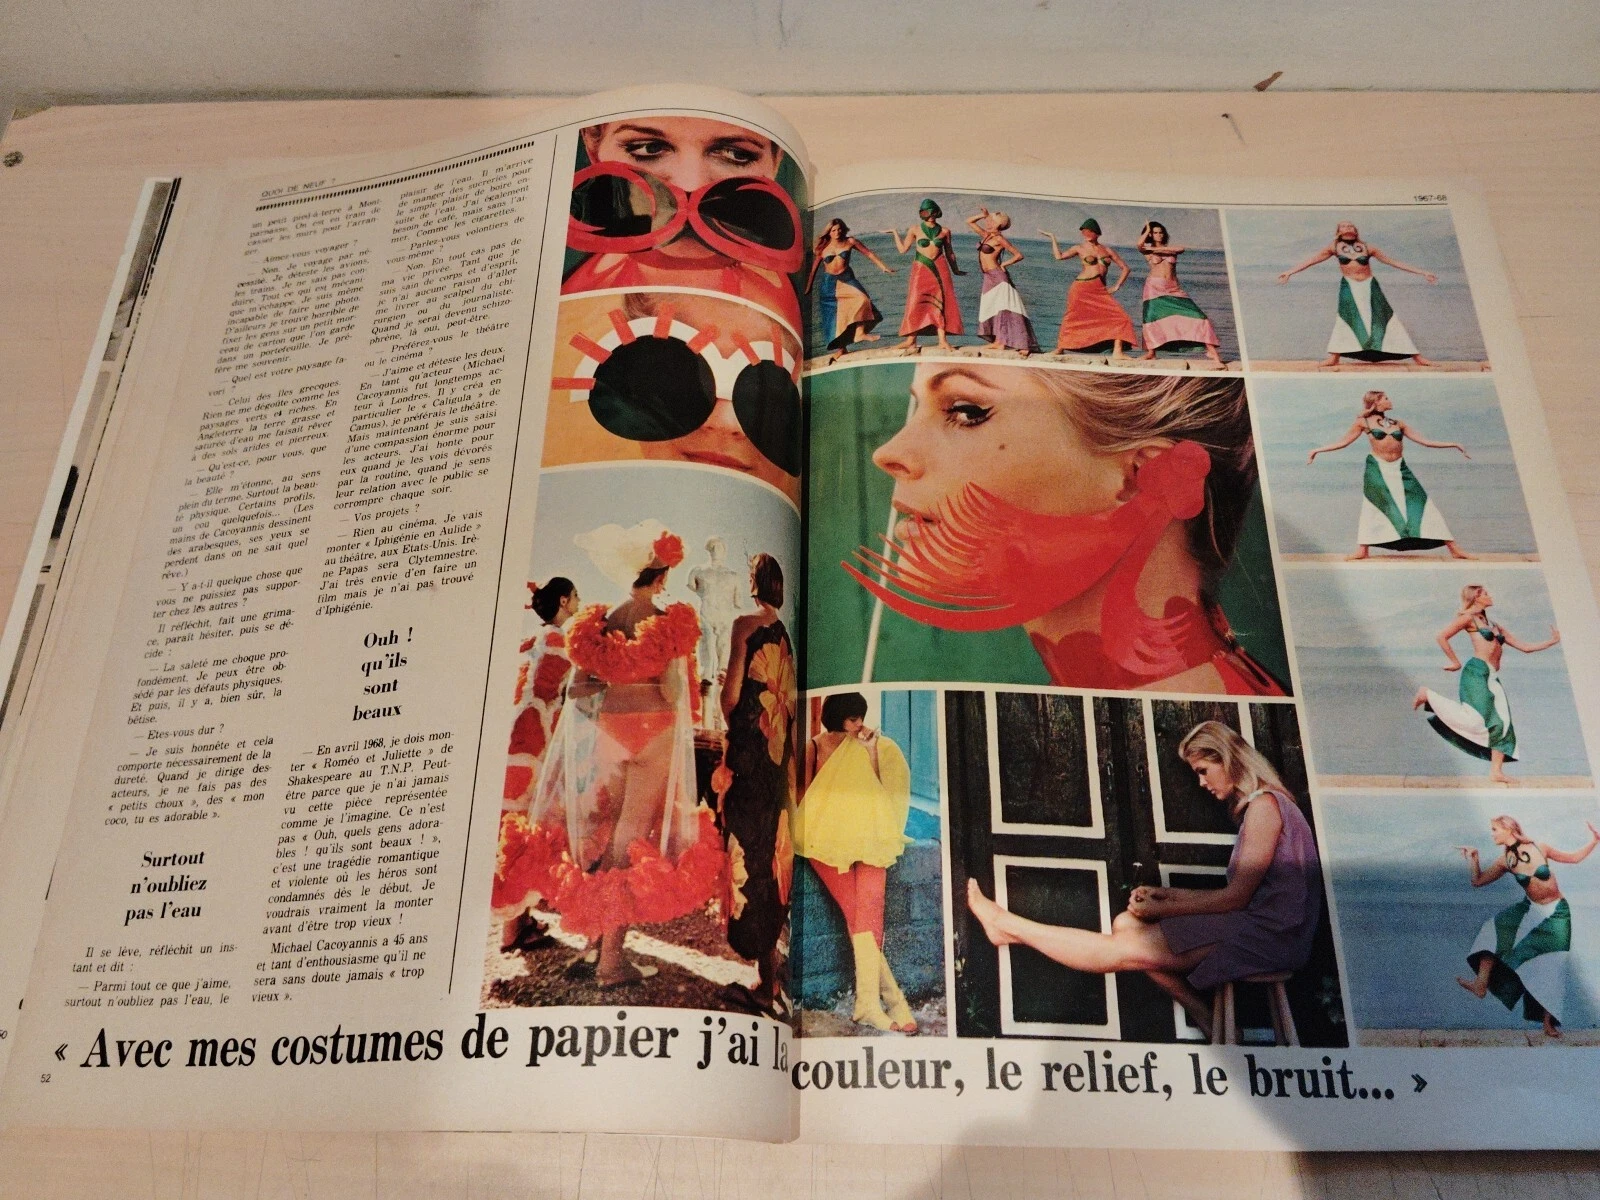 QUOI DE NEUF ?
un petit pied-à-terre à Mont-
parnasse. On est en train de
casser les murs pour l'arran-
ger.
— Aimez-vous voyager ?
— Non. Je voyage par né-
cessité. Je déteste les avions,
les trains. Je ne sais pas con-
duire. Tout ce qui est mécani
que m'échappe. Je suis même
incapable de faire une photo.
D'ailleurs je trouve horrible de
fixer les gens sur un petit mor-
ceau de carton que l'on garde
dans un portefeuille. Je pré-
fère me souvenir.
— Quel est votre paysage fa-
vori ?
— Celui des îles grecques.
Rien ne me dégoûte comme les
paysages verts et riches. En
Angleterre la terre grasse et
saturée d'eau me faisait rêver
à des sols arides et pierreux.
— Qu'est-ce, pour vous, que
la beauté ?
— Elle m'étonne, au sens
plein du terme. Surtout la beau-
té physique. Certains profils,
un cou quelquefois... (Les
mains de Cacoyannis dessinent
des arabesques, ses yeux se
perdent dans on ne sait quel
rêve.)
— Y a-t-il quelque chose que
vous ne puissiez pas suppor-
ter chez les autres ?
Il réfléchit, fait une grima-
ce, paraît hésiter, puis se dé-
cide :
— La saleté me choque pro-
fondément. Je peux être ob-
sédé par les défauts physiques.
Et puis, il y a, bien sûr, la
bêtise.
— Etes-vous dur ?
— Je suis honnête et cela
comporte nécessairement de la
dureté. Quand je dirige des
acteurs, je ne fais pas des
« petits choux », des « mon
coco, tu es adorable ».
Surtout
n'oubliez
pas l'eau
Il se lève, réfléchit un ins-
tant et dit :
— Parmi tout ce que j'aime,
surtout n'oubliez pas l'eau, le
plaisir de l'eau. Il m'arrive
de manger des sucreries pour
le simple plaisir de boire en-
suite de l'eau. J'ai également
besoin de café, mais sans l'ai-
mer. Comme les cigarettes.
— Parlez-vous volontiers de
vous-même ?
— Non. En tout cas pas de
ma vie privée. Tant que je
suis sain de corps et d'esprit,
je n'ai aucune raison d'aller
me livrer au scalpel du chi-
rurgien ou du journaliste.
Quand je serai devenu schizo-
phrène, là oui, peut-être.
— Préférez-vous le théâtre
ou le cinéma ?
— J'aime et déteste les deux.
En tant qu'acteur (Michael
Cacoyannis fut longtemps ac-
teur à Londres. Il y créa en
particulier le « Caligula » de
Camus), je préférais le théâtre.
Mais maintenant je suis saisi
d'une compassion énorme pour
les acteurs. J'ai honte pour
eux quand je les vois dévorés
par la routine, quand je sens
leur relation avec le public se
corrompre chaque soir.
— Vos projets ?
— Rien au cinéma. Je vais
monter « Iphigénie en Aulide »
au théâtre, aux Etats-Unis. Irè-
ne Papas sera Clytemnestre.
J'ai très envie d'en faire un
film mais je n'ai pas trouvé
d'Iphigénie.
Ouh !
qu'ils
sont
beaux
— En avril 1968, je dois mon-
ter « Roméo et Juliette » de
Shakespeare au T.N.P. Peut-
être parce que je n'ai jamais
vu cette pièce représentée
comme je l'imagine. Ce n'est
pas « Ouh, quels gens adora-
bles ! qu'ils sont beaux ! »,
c'est une tragédie romantique
et violente où les héros sont
condamnés dès le début. Je
voudrais vraiment la monter
avant d'être trop vieux !
Michael Cacoyannis a 45 ans
et tant d'enthousiasme qu'il ne
sera sans doute jamais « trop
vieux ».
1967-68
« Avec mes costumes de papier j'ai la couleur, le relief, le bruit... »
52